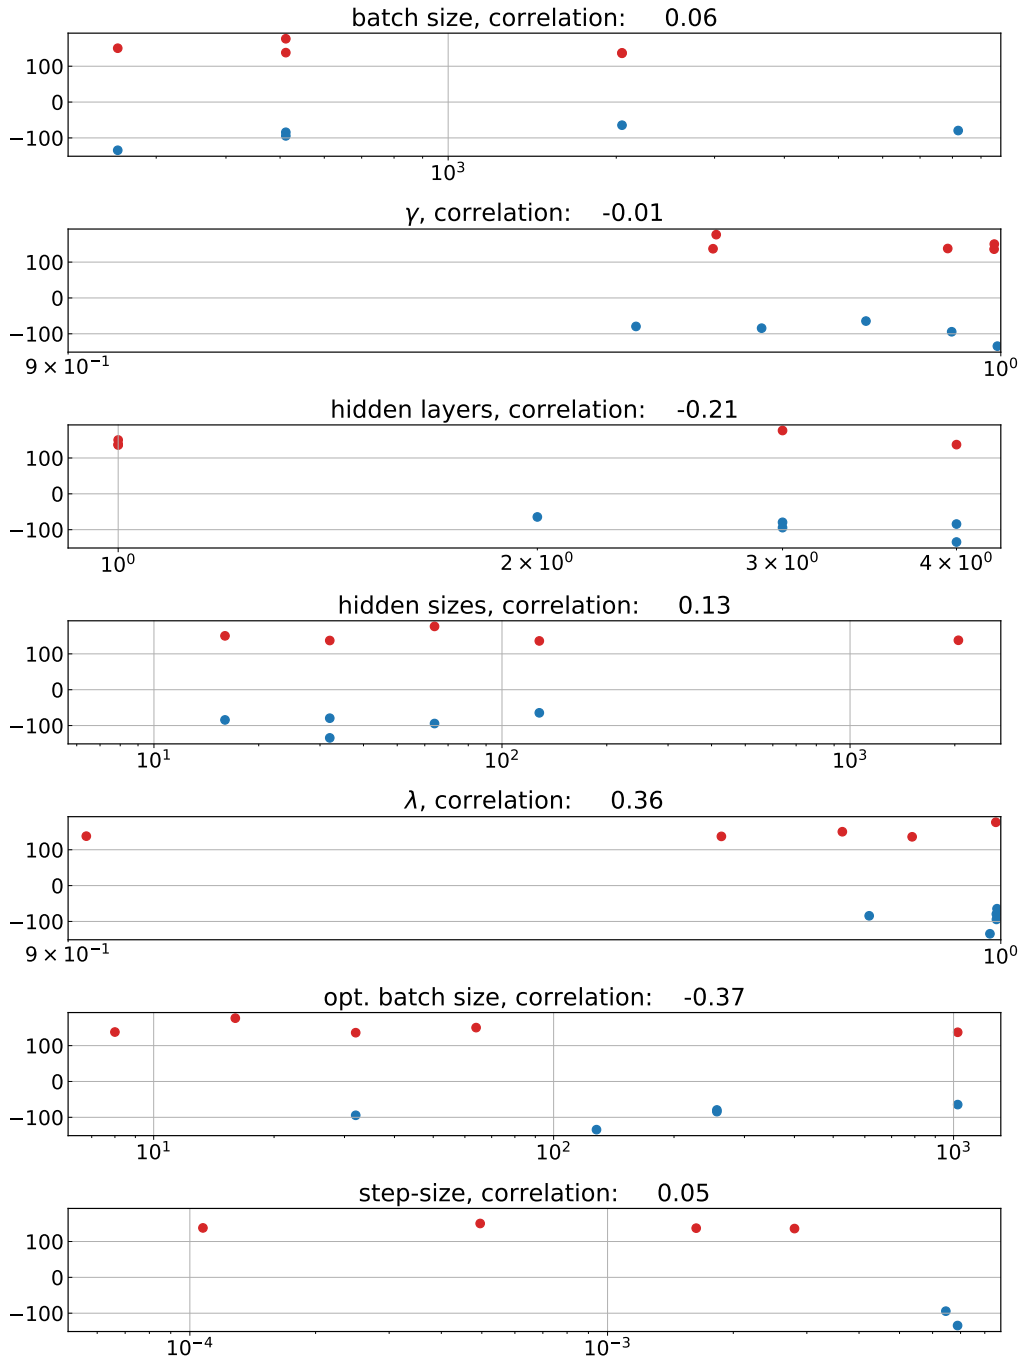 batch size, correlation: 0.06
100
0
−100
10³
γ, correlation: -0.01
100
0
−100
9 × 10⁻¹ 10⁰
hidden layers, correlation: -0.21
100
0
−100
10⁰ 2 × 10⁰ 3 × 10⁰ 4 × 10⁰
hidden sizes, correlation: 0.13
100
0
−100
10¹ 10² 10³
λ, correlation: 0.36
100
0
−100
9 × 10⁻¹ 10⁰
opt. batch size, correlation: -0.37
100
0
−100
10¹ 10² 10³
step-size, correlation: 0.05
100
0
−100
10⁻⁴ 10⁻³